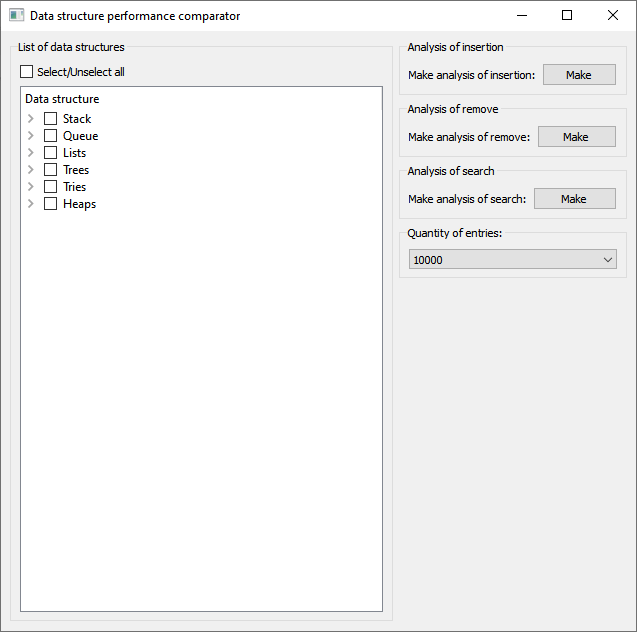 Data structure performance comparator
List of data structures
Select/Unselect all
Data structure
Stack
Queue
Lists
Trees
Tries
Heaps
Analysis of insertion
Make analysis of insertion: Make
Analysis of remove
Make analysis of remove: Make
Analysis of search
Make analysis of search: Make
Quantity of entries:
10000